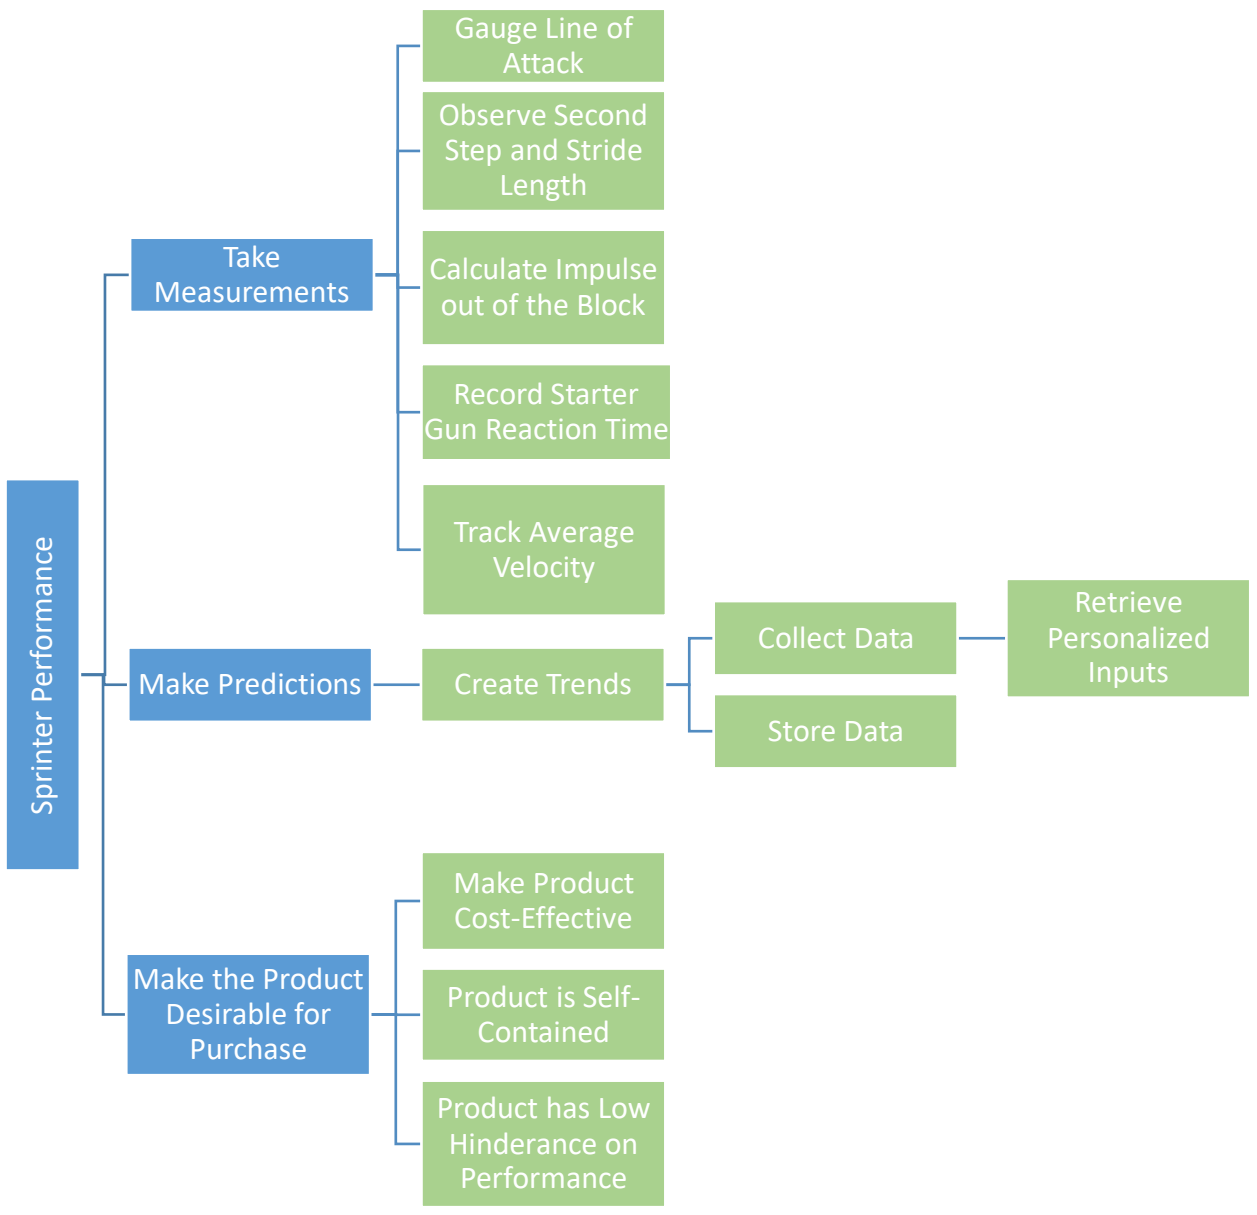 Sprinter Performance
Take
Measurements
Gauge Line of
Attack
Observe Second
Step and Stride
Length
Calculate Impulse
out of the Block
Record Starter
Gun Reaction Time
Track Average
Velocity
Make Predictions
Create Trends
Collect Data
Retrieve
Personalized
Inputs
Store Data
Make the Product
Desirable for
Purchase
Make Product
Cost-Effective
Product is Self-
Contained
Product has Low
Hinderance on
Performance